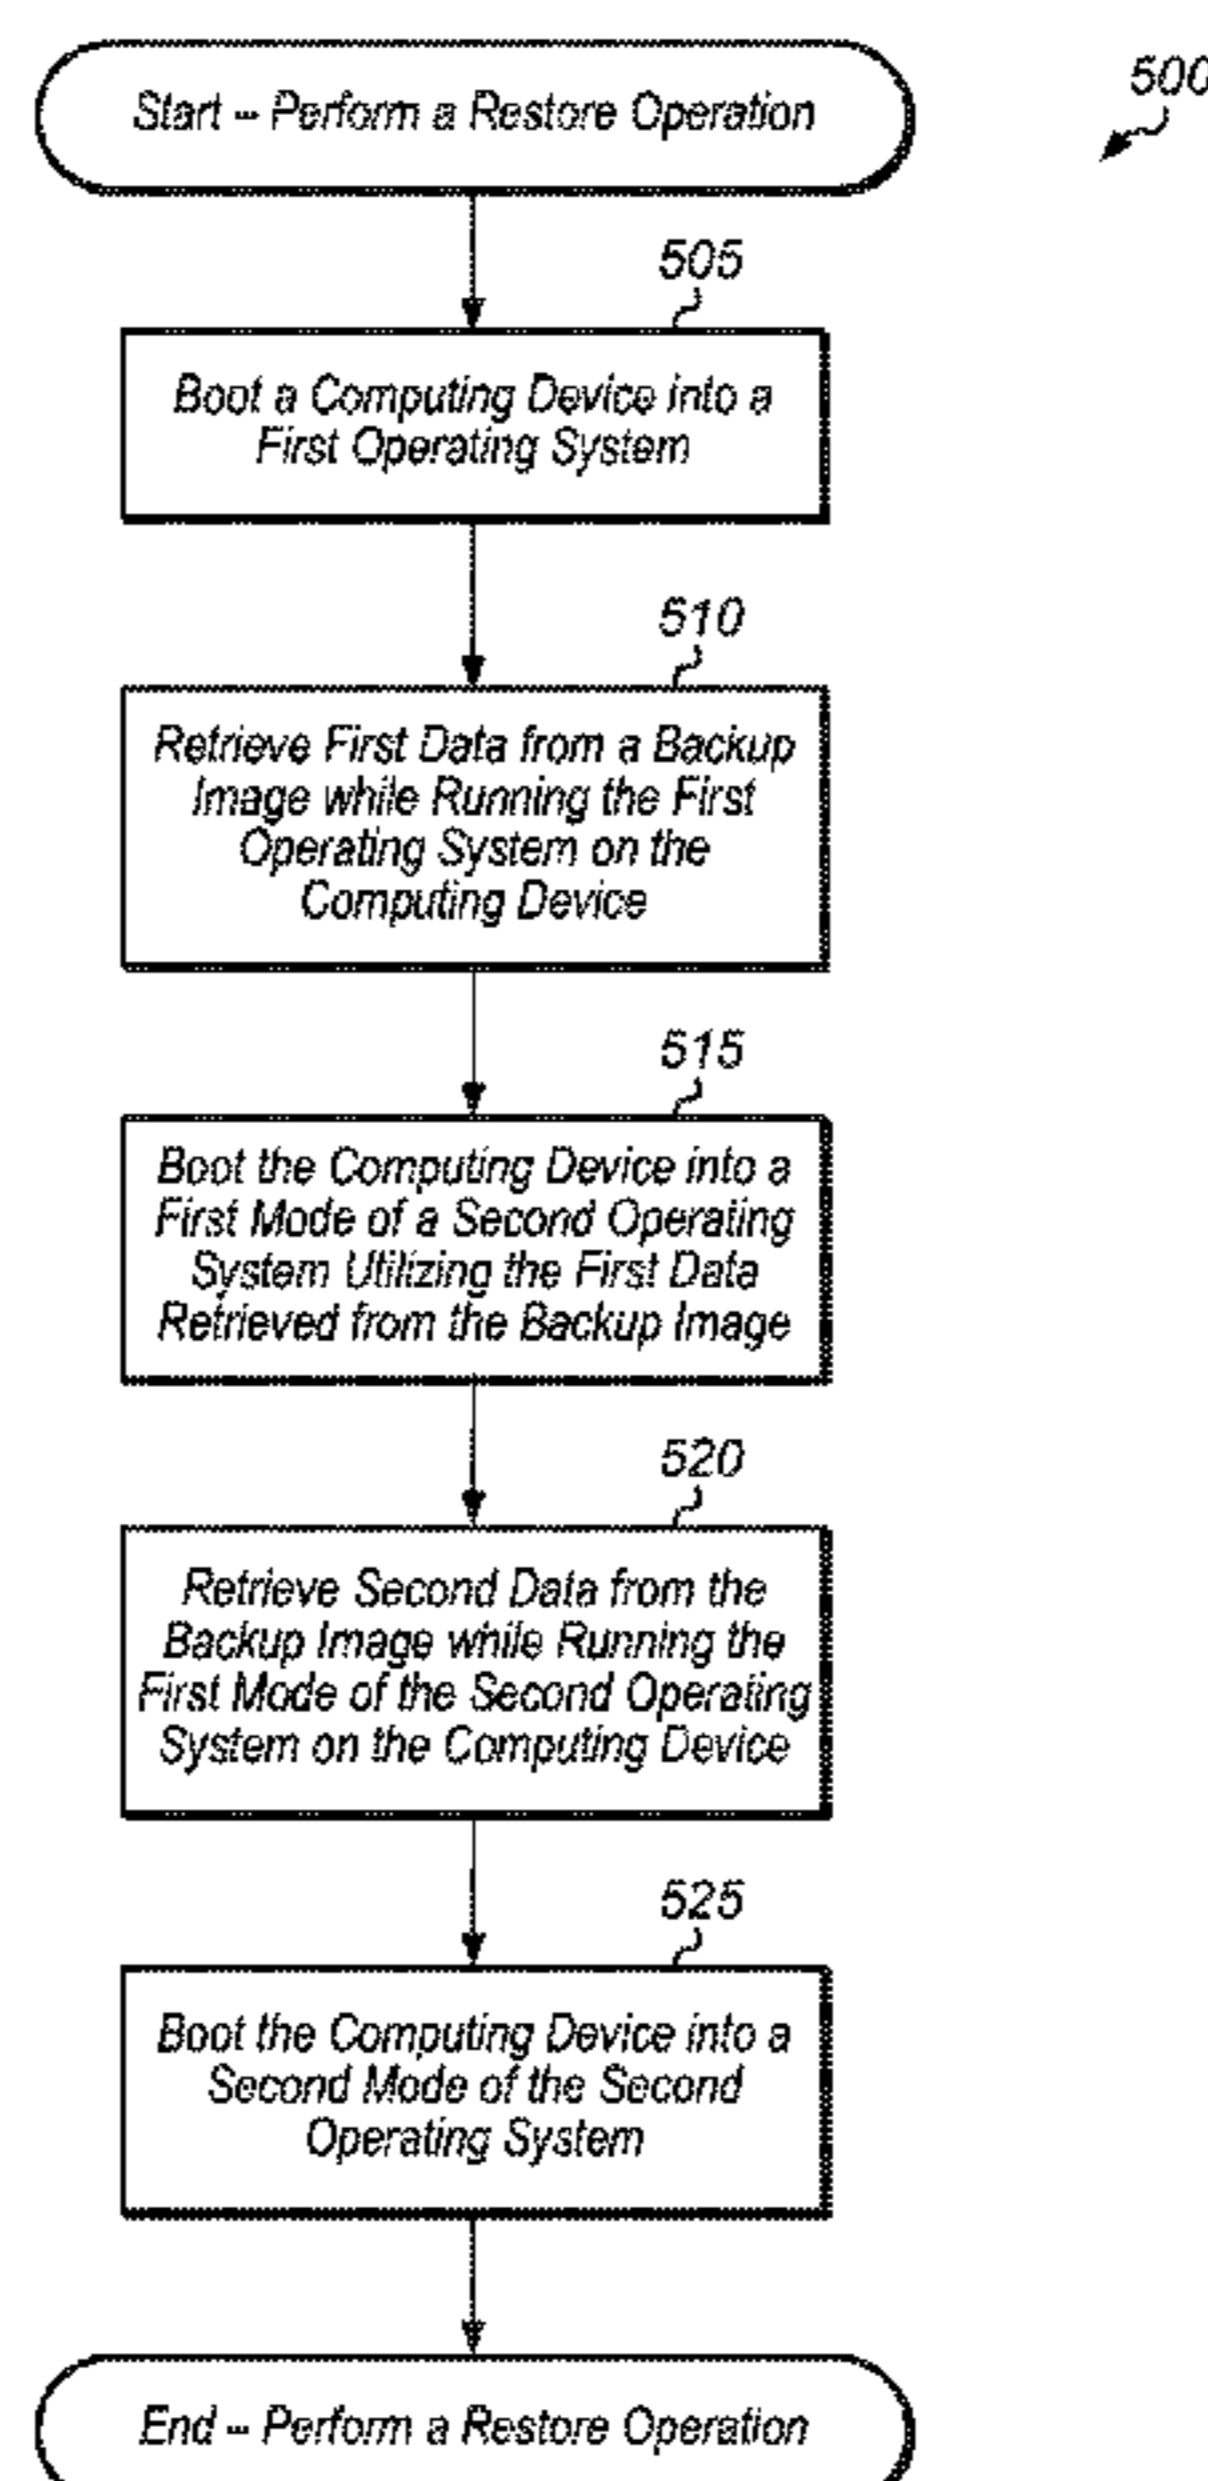 Start -- Perform a Restore Operation
500
505
Boot a Computing Device into a
First Operating System
510
Retrieve First Data from a Backup
Image while Running the First
Operating System on the
Computing Device
515
Boot the Computing Device into a
First Mode of a Second Operating
System Utilizing the First Data
Retrieved from the Backup Image
520
Retrieve Second Data from the
Backup Image while Running the
First Mode of the Second Operating
System on the Computing Device
525
Boot the Computing Device into a
Second Mode of the Second
Operating System
End -- Perform a Restore Operation